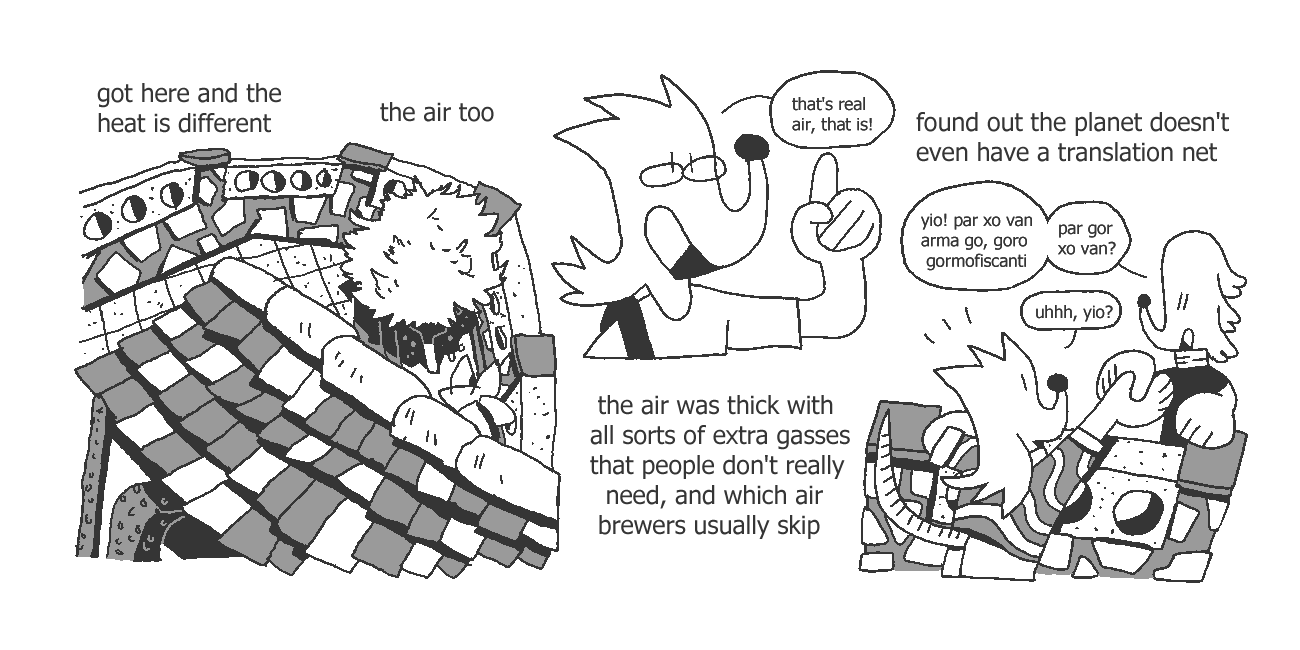 got here and the
heat is different
the air too
that's real
air, that is!
the air was thick with
all sorts of extra gasses
that people don't really
need, and which air
brewers usually skip
found out the planet doesn't
even have a translation net
yio! par xo van
arma go, goro
gormofiscanti
par gor
xo van?
uhhh, yio?